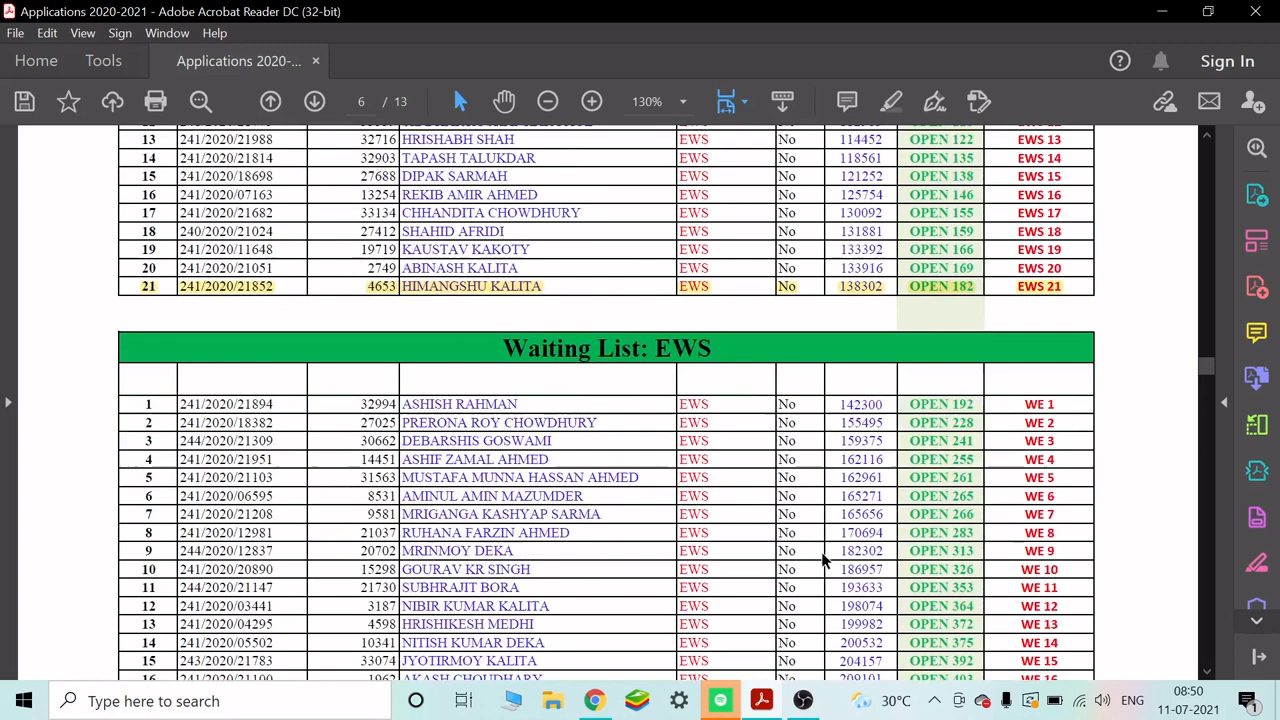 Applications 2020-2021 - Adobe Acrobat Reader DC (32-bit)
File Edit View Sign Window Help
Home Tools Applications 2020-... × Sign In
6 / 13 130%
13 241/2020/21988 32716 HRISHABH SHAH EWS No 114452 OPEN 122 EWS 13
14 241/2020/21814 32903 TAPASH TALUKDAR EWS No 118561 OPEN 135 EWS 14
15 241/2020/18698 27688 DIPAK SARMAH EWS No 121252 OPEN 138 EWS 15
16 241/2020/07163 13254 REKIB AMIR AHMED EWS No 125754 OPEN 146 EWS 16
17 241/2020/21682 33134 CHHANDITA CHOWDHURY EWS No 130092 OPEN 155 EWS 17
18 240/2020/21024 27412 SHAHID AFRIDI EWS No 131881 OPEN 159 EWS 18
19 241/2020/11648 19719 KAUSTAV KAKOTY EWS No 133392 OPEN 166 EWS 19
20 241/2020/21051 2749 ABINASH KALITA EWS No 133916 OPEN 169 EWS 20
21 241/2020/21852 4653 HIMANGSHU KALITA EWS No 138302 OPEN 182 EWS 21
Waiting List: EWS
1 241/2020/21894 32994 ASHISH RAHMAN EWS No 142300 OPEN 192 WE 1
2 241/2020/18382 27025 PRERONA ROY CHOWDHURY EWS No 155495 OPEN 228 WE 2
3 244/2020/21309 30662 DEBARSHIS GOSWAMI EWS No 159375 OPEN 241 WE 3
4 241/2020/21951 14451 ASHIF ZAMAL AHMED EWS No 162116 OPEN 255 WE 4
5 241/2020/21103 31563 MUSTAFA MUNNA HASSAN AHMED EWS No 162961 OPEN 261 WE 5
6 241/2020/06595 8531 AMINUL AMIN MAZUMDER EWS No 165271 OPEN 265 WE 6
7 241/2020/21208 9581 MRIGANGA KASHYAP SARMA EWS No 165656 OPEN 266 WE 7
8 241/2020/12981 21037 RUHANA FARZIN AHMED EWS No 170694 OPEN 283 WE 8
9 244/2020/12837 20702 MRINMOY DEKA EWS No 182302 OPEN 313 WE 9
10 241/2020/20890 15298 GOURAV KR SINGH EWS No 186957 OPEN 326 WE 10
11 244/2020/21147 21730 SUBHRAJIT BORA EWS No 193633 OPEN 353 WE 11
12 241/2020/03441 3187 NIBIR KUMAR KALITA EWS No 198074 OPEN 364 WE 12
13 241/2020/04295 4598 HRISHIKESH MEDHI EWS No 199982 OPEN 372 WE 13
14 241/2020/05502 10341 NITISH KUMAR DEKA EWS No 200532 OPEN 375 WE 14
15 243/2020/21783 33074 JYOTIRMOY KALITA EWS No 204157 OPEN 392 WE 15
16 241/2020/21100 1962 AKASH CHOUDHARY EWS No 209101 OPEN 403 WE 16
Type here to search 30°C ENG 08:50
11-07-2021